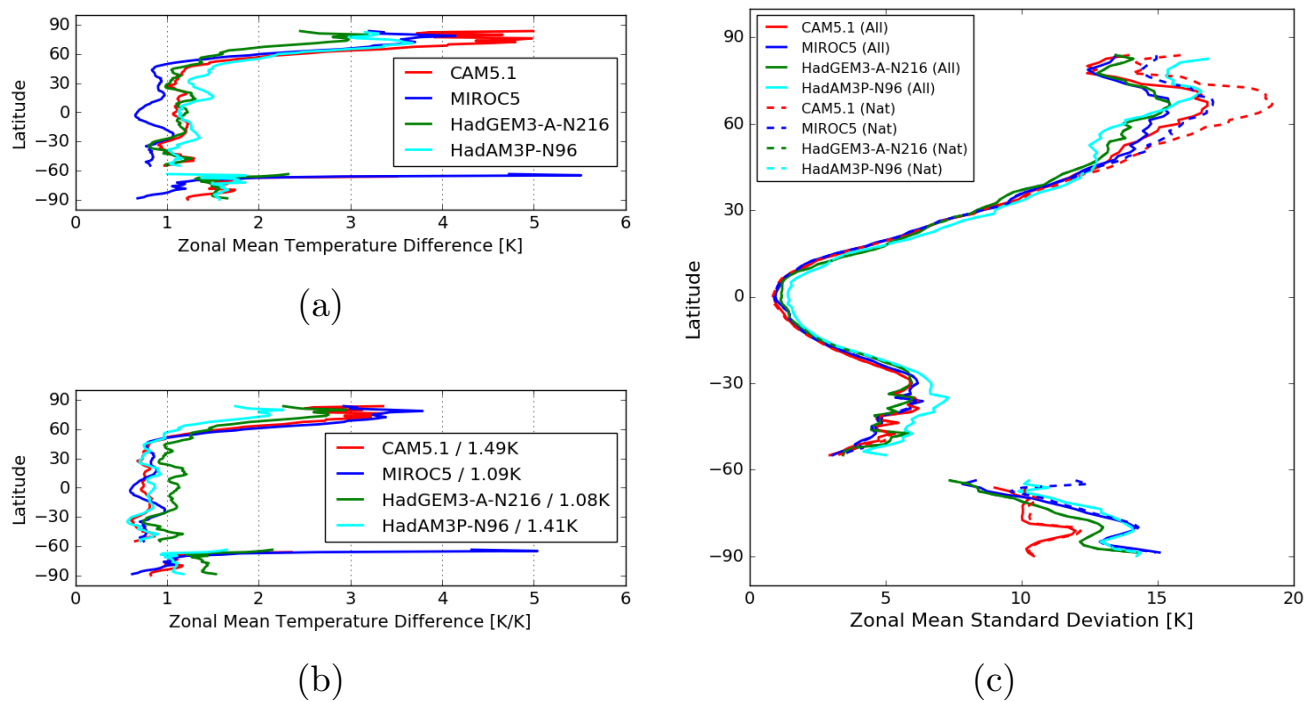 90
60
30
0
−30
−60
−90
Latitude
CAM5.1
MIROC5
HadGEM3-A-N216
HadAM3P-N96
0 1 2 3 4 5 6
Zonal Mean Temperature Difference [K]
(a)
90
60
30
0
−30
−60
−90
Latitude
CAM5.1 / 1.49K
MIROC5 / 1.09K
HadGEM3-A-N216 / 1.08K
HadAM3P-N96 / 1.41K
0 1 2 3 4 5 6
Zonal Mean Temperature Difference [K/K]
(b)
90
60
30
0
−30
−60
−90
Latitude
CAM5.1 (All)
MIROC5 (All)
HadGEM3-A-N216 (All)
HadAM3P-N96 (All)
CAM5.1 (Nat)
MIROC5 (Nat)
HadGEM3-A-N216 (Nat)
HadAM3P-N96 (Nat)
0 5 10 15 20
Zonal Mean Standard Deviation [K]
(c)